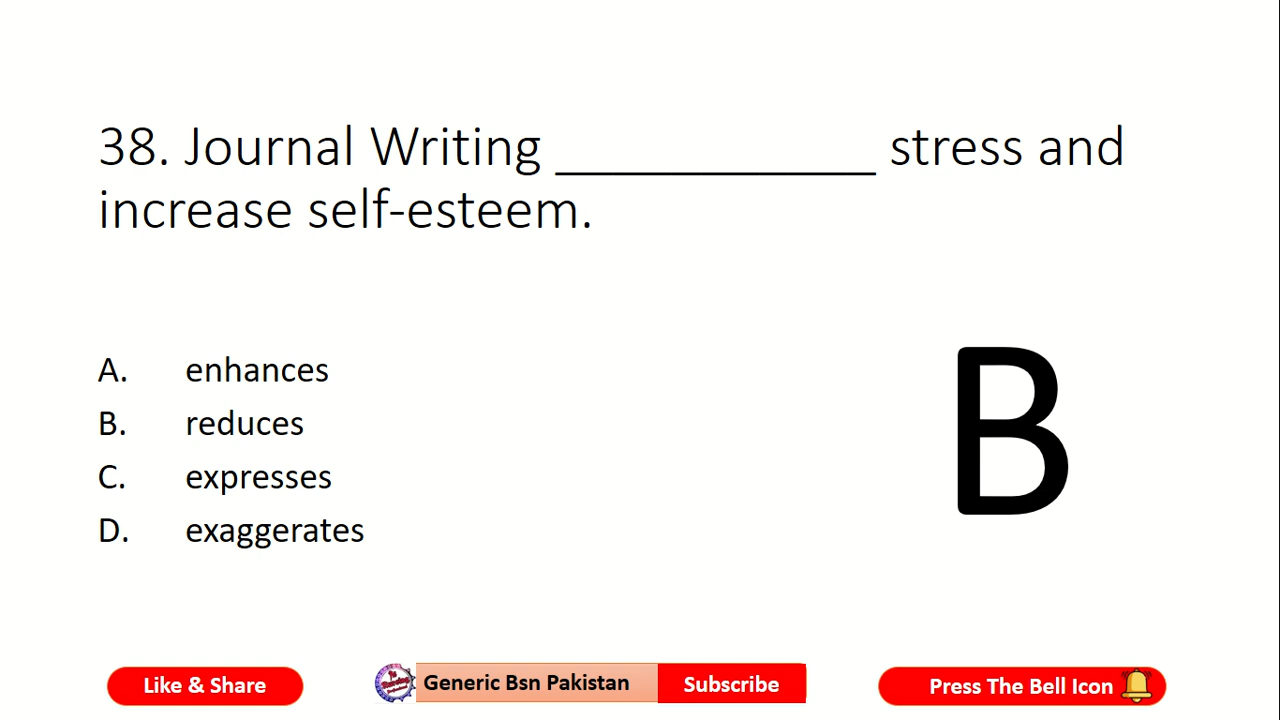 38. Journal Writing ____________ stress and
increase self-esteem.
A. enhances
B. reduces
C. expresses
D. exaggerates
B
Like & Share
Generic Bsn Pakistan
Subscribe
Press The Bell Icon